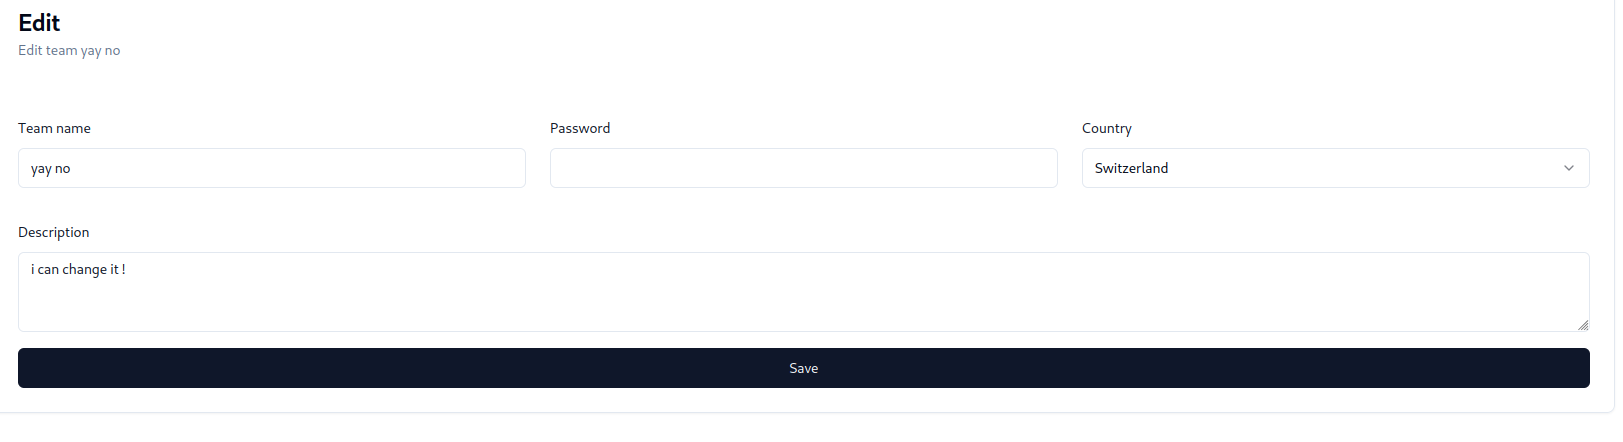 Edit
Edit team yay no
Team name
Password
Country
yay no
Switzerland
Description
i can change it !
Save